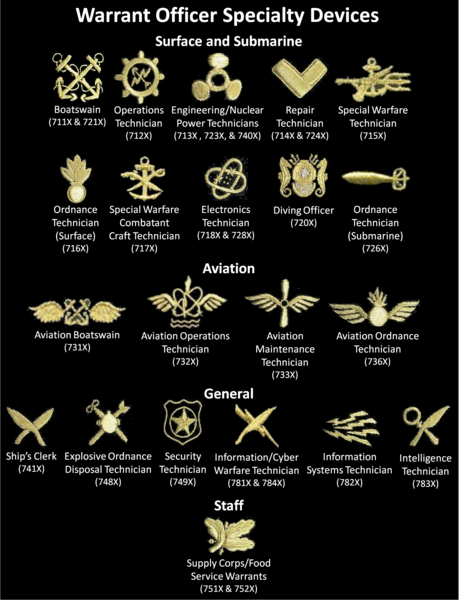 Warrant Officer Specialty Devices
Surface and Submarine
Boatswain
(711X & 721X)
Operations
Technician
(712X)
Engineering/Nuclear
Power Technicians
(713X , 723X, & 740X)
Repair
Technician
(714X & 724X)
Special Warfare
Technician
(715X)
Ordnance
Technician
(Surface)
(716X)
Special Warfare
Combatant
Craft Technician
(717X)
Electronics
Technician
(718X & 728X)
Diving Officer
(720X)
Ordnance
Technician
(Submarine)
(726X)
Aviation
Aviation Boatswain
(731X)
Aviation Operations
Technician
(732X)
Aviation
Maintenance
Technician
(733X)
Aviation Ordnance
Technician
(736X)
General
Ship's Clerk
(741X)
Explosive Ordnance
Disposal Technician
(748X)
Security
Technician
(749X)
Information/Cyber
Warfare Technician
(781X & 784X)
Information
Systems Technician
(782X)
Intelligence
Technician
(783X)
Staff
Supply Corps/Food
Service Warrants
(751X & 752X)